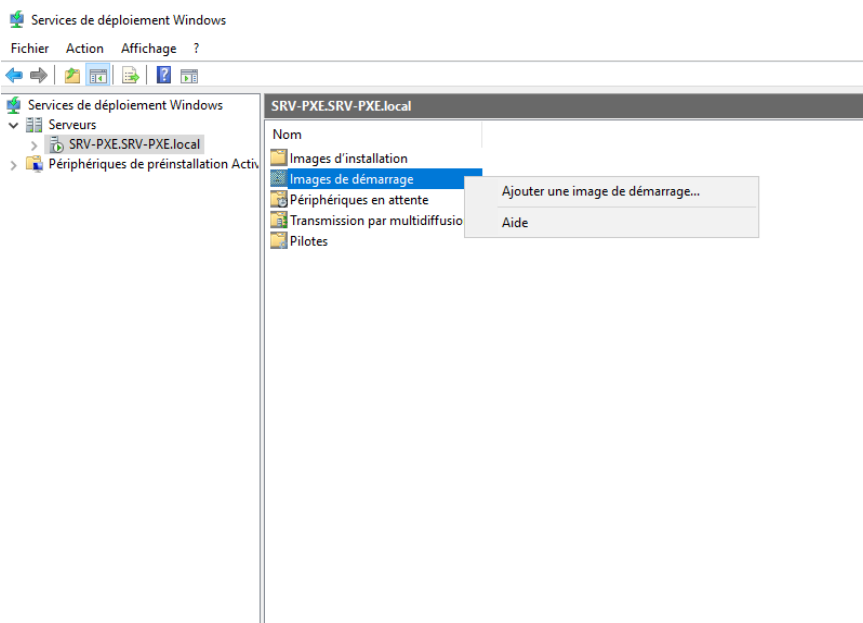 Services de déploiement Windows
Fichier Action Affichage ?
Services de déploiement Windows
Serveurs
SRV-PXE.SRV-PXE.local
Périphériques de préinstallation Activ
SRV-PXE.SRV-PXE.local
Nom
Images d'installation
Images de démarrage
Périphériques en attente
Transmission par multidiffusio
Pilotes
Ajouter une image de démarrage...
Aide